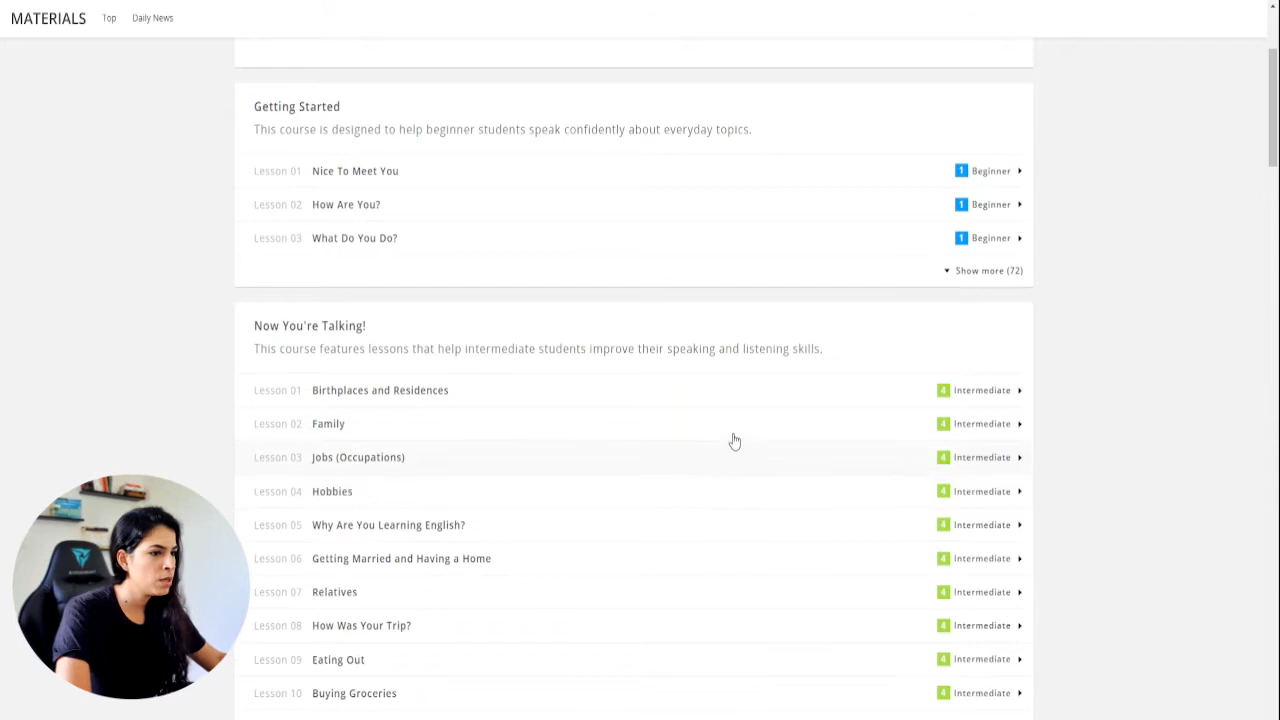 MATERIALS Top Daily News
Getting Started
This course is designed to help beginner students speak confidently about everyday topics.
Lesson 01 Nice To Meet You 1 Beginner
Lesson 02 How Are You? 1 Beginner
Lesson 03 What Do You Do? 1 Beginner
Show more (72)
Now You're Talking!
This course features lessons that help intermediate students improve their speaking and listening skills.
Lesson 01 Birthplaces and Residences 4 Intermediate
Lesson 02 Family 4 Intermediate
Lesson 03 Jobs (Occupations) 4 Intermediate
Lesson 04 Hobbies 4 Intermediate
Lesson 05 Why Are You Learning English? 4 Intermediate
Lesson 06 Getting Married and Having a Home 4 Intermediate
Lesson 07 Relatives 4 Intermediate
Lesson 08 How Was Your Trip? 4 Intermediate
Lesson 09 Eating Out 4 Intermediate
Lesson 10 Buying Groceries 4 Intermediate